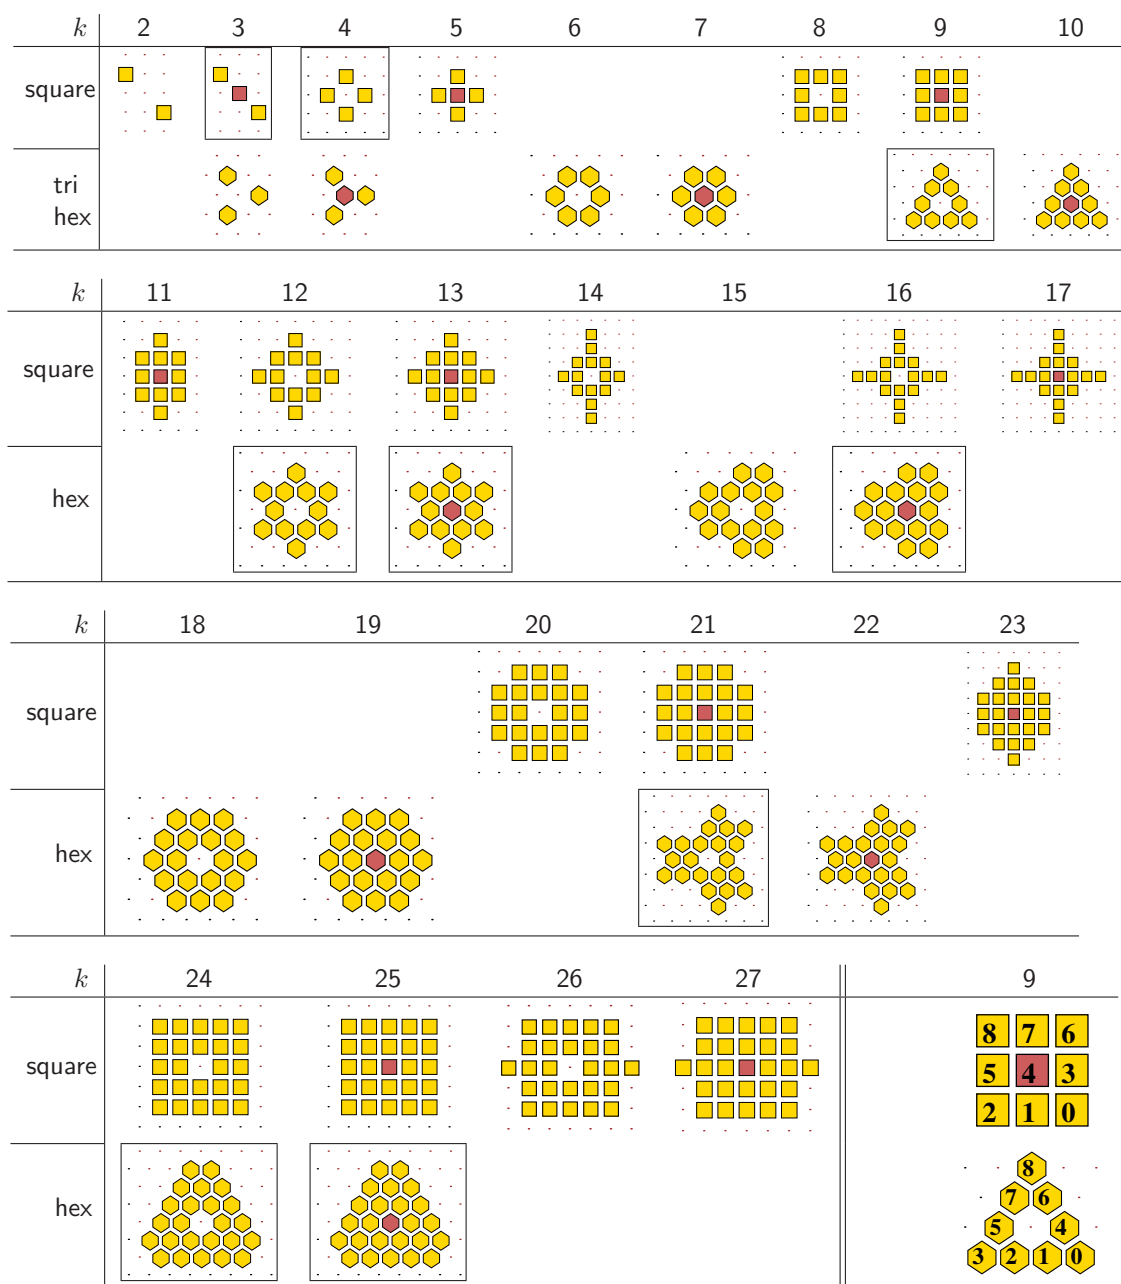 k 2 3 4 5 6 7 8 9 10
square
tri
hex
k 11 12 13 14 15 16 17
square
hex
k 18 19 20 21 22 23
square
hex
k 24 25 26 27 9
square
8 7 6
5 4 3
2 1 0
hex
8
7 6
5 4
3 2 1 0